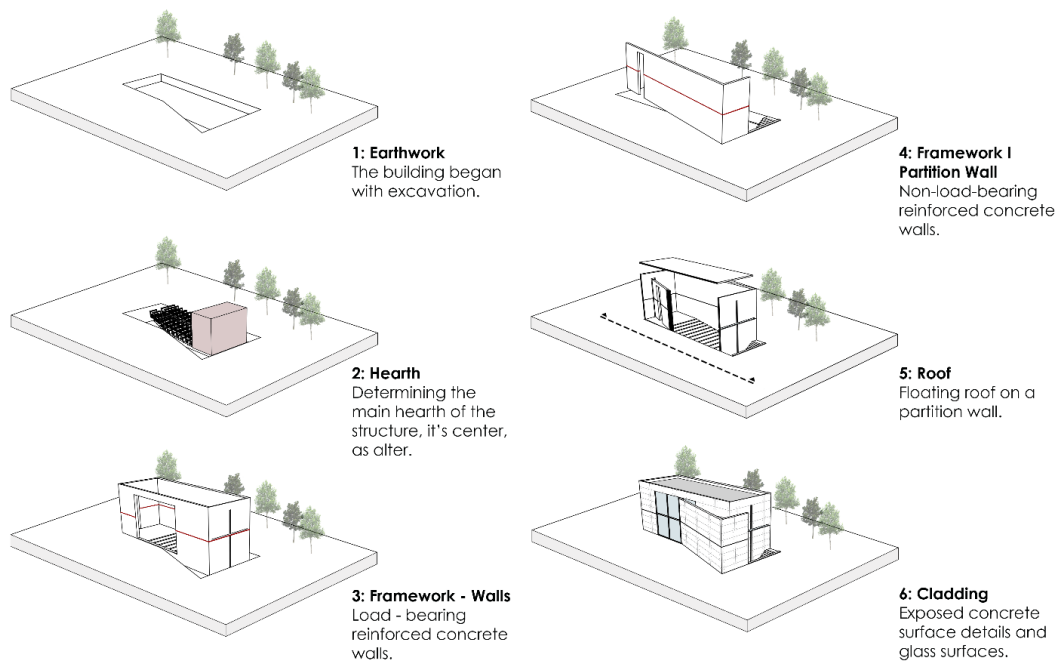 1: Earthwork
The building began
with excavation.
2: Hearth
Determining the
main hearth of the
structure, it's center,
as alter.
3: Framework - Walls
Load - bearing
reinforced concrete
walls.
4: Framework I
Partition Wall
Non-load-bearing
reinforced concrete
walls.
5: Roof
Floating roof on a
partition wall.
6: Cladding
Exposed concrete
surface details and
glass surfaces.